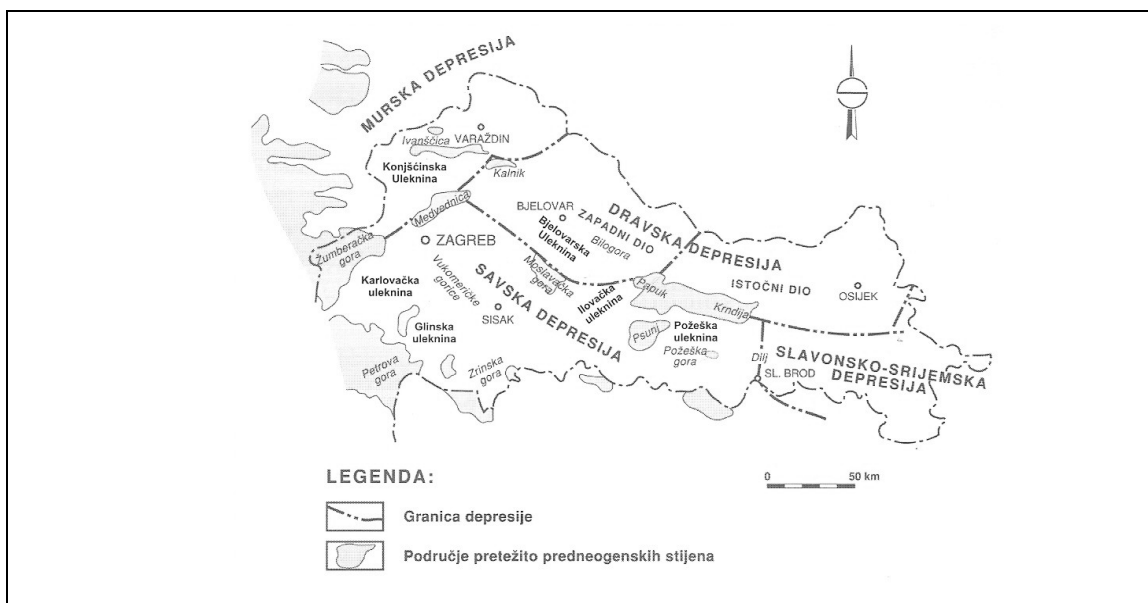 MURSKA DEPRESIJA
Ivanščica
VARAŽDIN
Konjšćinska
Uleknina
Kalnik
Medvednica
BJELOVAR
DRAVSKA DEPRESIJA
ZAPADNI DIO
Bjelovarska
Uleknina
Bilogora
ZAGREB
Žumberačka
gora
Karlovačka
uleknina
Vukomeričke
gorice
SAVSKA DEPRESIJA
Moslavačka
gora
Ilovačka
uleknina
Papuk
Krndija
ISTOČNI DIO
OSIJEK
SISAK
Glinska
uleknina
Psunj
Požeška
uleknina
Požeška
gora
Dilj
SL. BROD
SLAVONSKO-SRIJEMSKA
DEPRESIJA
Petrova
gora
Zrinska
gora
LEGENDA:
0 50 km
Granica depresije
Područje pretežito predneogenskih stijena